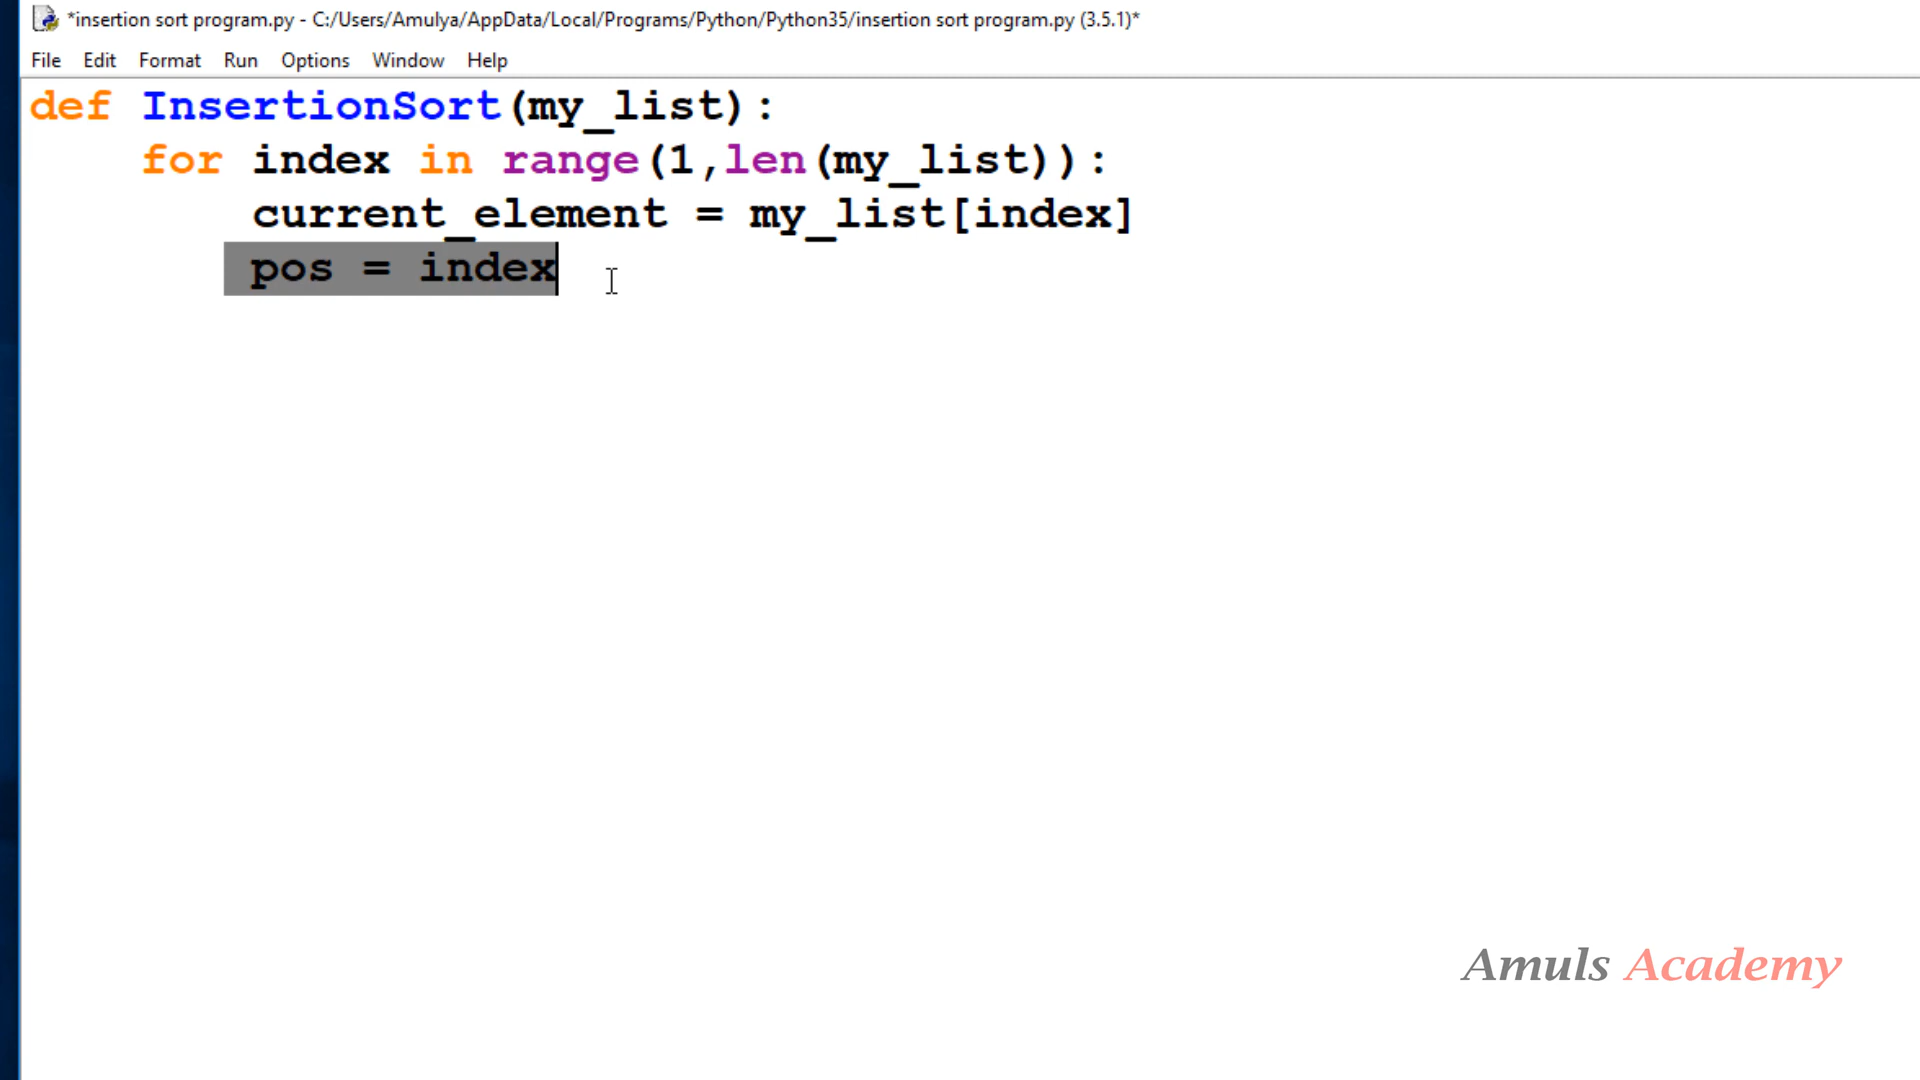 *insertion sort program.py - C:/Users/Amulya/AppData/Local/Programs/Python/Python35/insertion sort program.py (3.5.1)*
File Edit Format Run Options Window Help
def InsertionSort(my_list):
    for index in range(1,len(my_list)):
        current_element = my_list[index]
        pos = index
Amuls Academy